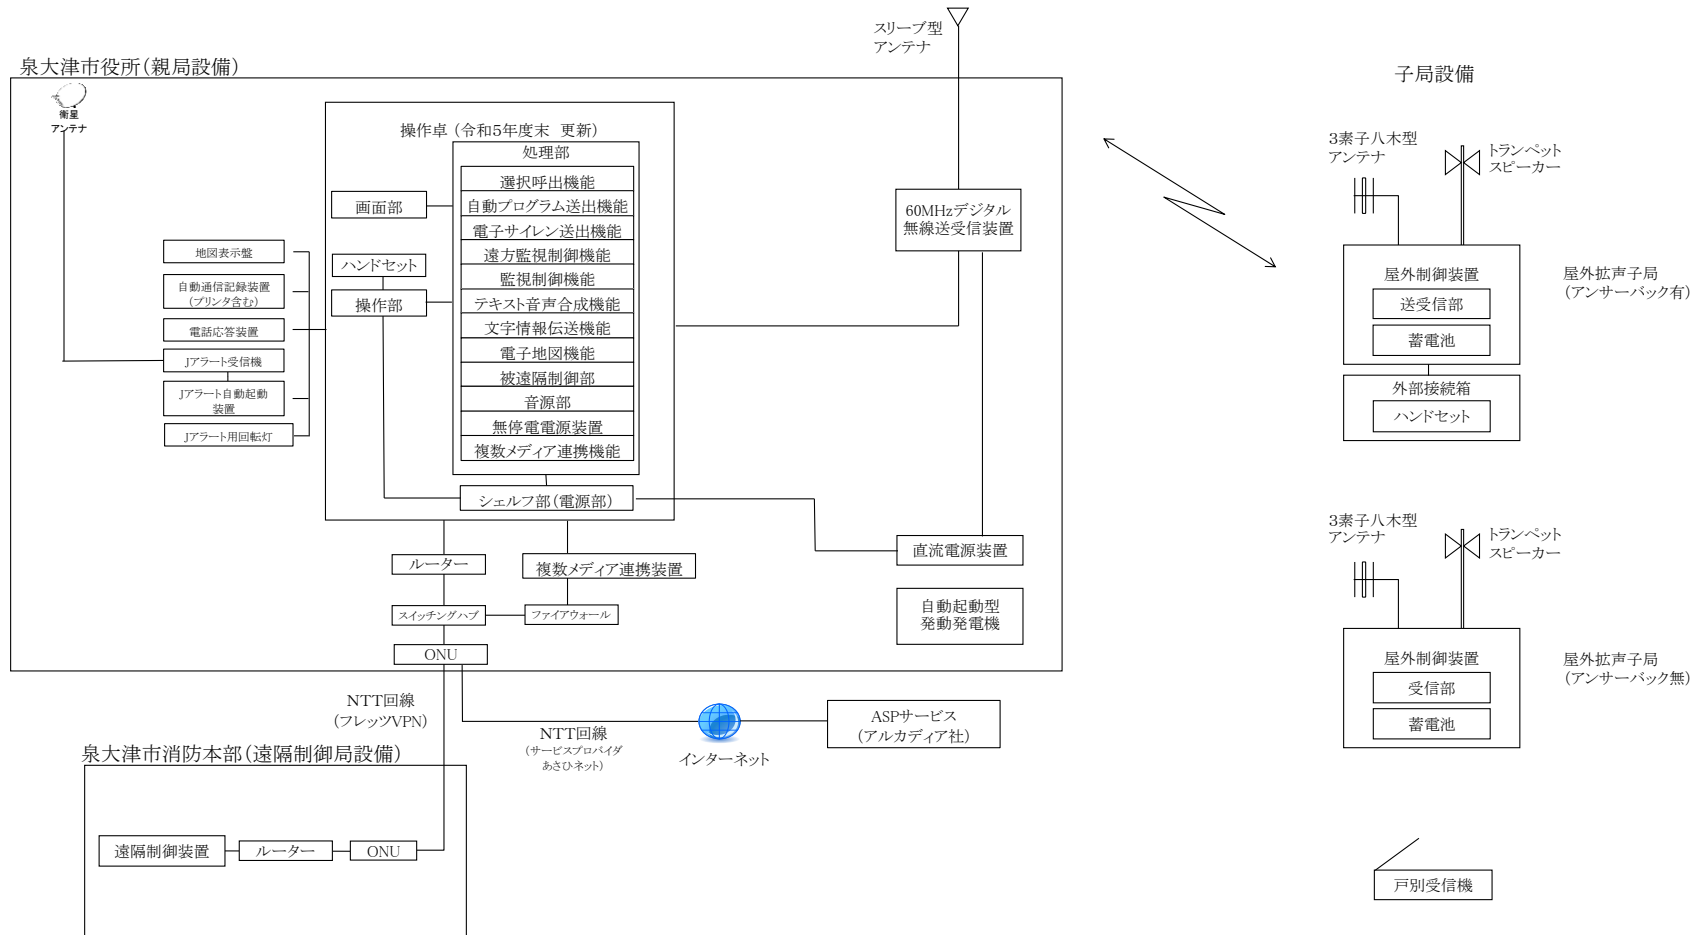 スリーブ型
アンテナ
泉大津市役所(親局設備)
子局設備
衛星
アンテナ
操作卓（令和5年度末　更新）
処理部
選択呼出機能
自動プログラム送出機能
電子サイレン送出機能
遠方監視制御機能
監視制御機能
テキスト音声合成機能
文字情報伝送機能
電子地図機能
被遠隔制御部
音源部
無停電電源装置
複数メディア連携機能
画面部
ハンドセット
操作部
シェルフ部(電源部)
地図表示盤
自動通信記録装置
(プリンタ含む)
電話応答装置
Jアラート受信機
Jアラート自動起動
装置
Jアラート用回転灯
60MHzデジタル
無線送受信装置
直流電源装置
自動起動型
発動発電機
ルーター
複数メディア連携装置
スイッチングハブ
ファイアウォール
ONU
NTT回線
(フレッツVPN)
NTT回線
(サービスプロバイダ
あさひネット)
インターネット
ASPサービス
(アルカディア社)
泉大津市消防本部(遠隔制御局設備)
遠隔制御装置
ルーター
ONU
3素子八木型
アンテナ
トランペット
スピーカー
屋外制御装置
送受信部
蓄電池
外部接続箱
ハンドセット
屋外拡声子局
(アンサーバック有)
3素子八木型
アンテナ
トランペット
スピーカー
屋外制御装置
受信部
蓄電池
屋外拡声子局
(アンサーバック無)
戸別受信機